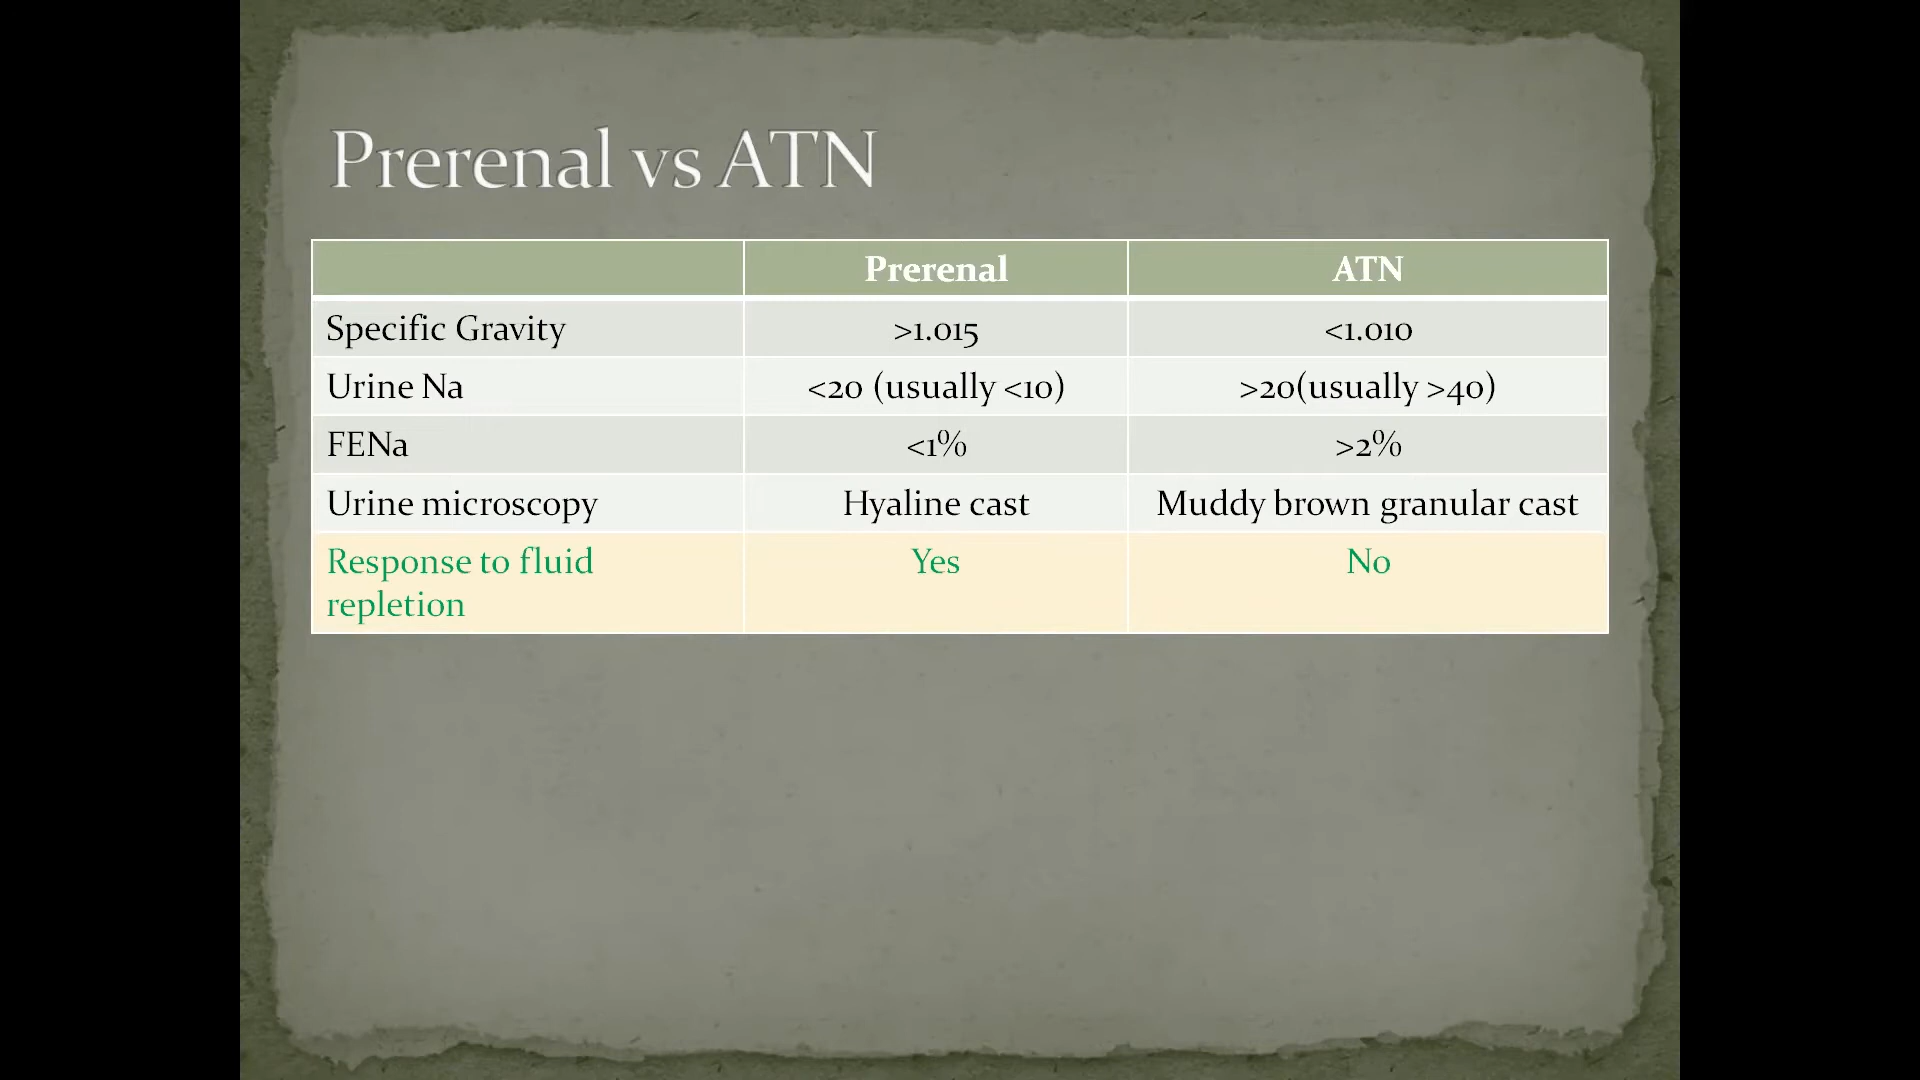 Prerenal vs ATN
Prerenal ATN
Specific Gravity >1.015 <1.010
Urine Na <20 (usually <10) >20(usually >40)
FENa <1% >2%
Urine microscopy Hyaline cast Muddy brown granular cast
Response to fluid Yes No
repletion